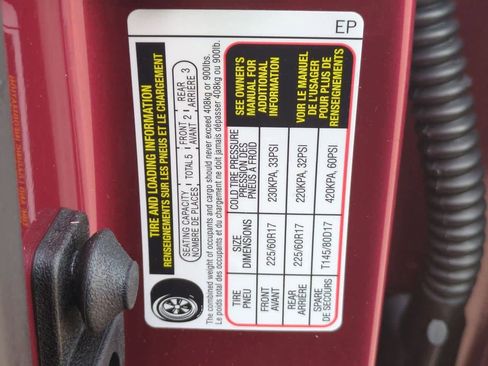 EP
TIRE AND LOADING INFORMATION
RENSEIGNEMENTS SUR LES PNEUS ET LE CHARGEMENT
SEATING CAPACITY
NOMBRE DE PLACES
TOTAL 5
FRONT 2
AVANT
REAR 3
ARRIÈRE
The combined weight of occupants and cargo should never exceed 408kg or 900lbs.
Le poids total des occupants et du chargement ne doit jamais dépasser 408kg ou 900lb.
TIRE
PNEU
SIZE
DIMENSIONS
COLD TIRE PRESSURE
PRESSION DES
PNEUS A FROID
SEE OWNER'S
MANUAL FOR
ADDITIONAL
INFORMATION
FRONT
AVANT
225/60R17
230KPA, 33PSI
REAR
ARRIÈRE
225/60R17
220KPA, 32PSI
VOIR LE MANUEL
DE L'USAGER
POUR PLUS DE
RENSEIGNEMENTS
SPARE
DE SECOURS
T145/80D17
420KPA, 60PSI